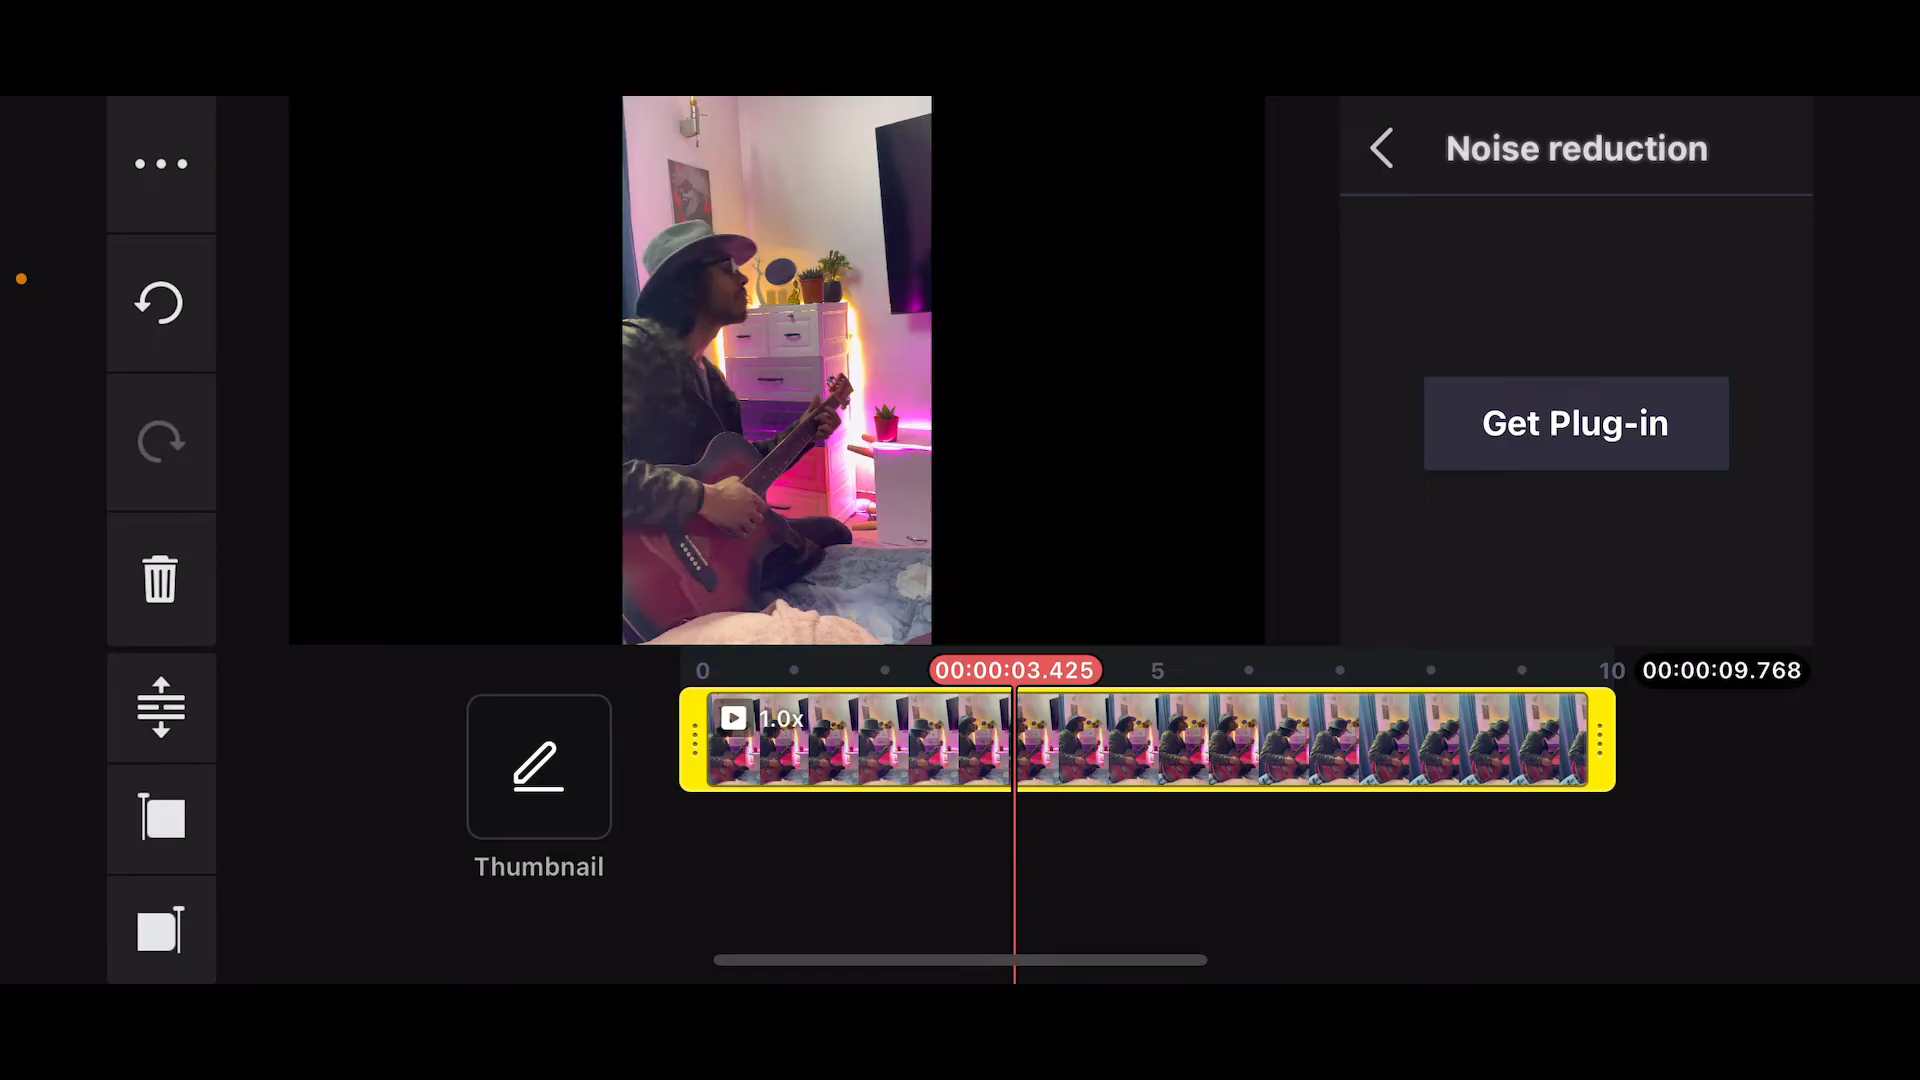 Noise reduction
Get Plug-in
0
00:00:03.425
5
10
00:00:09.768
1.0x
Thumbnail